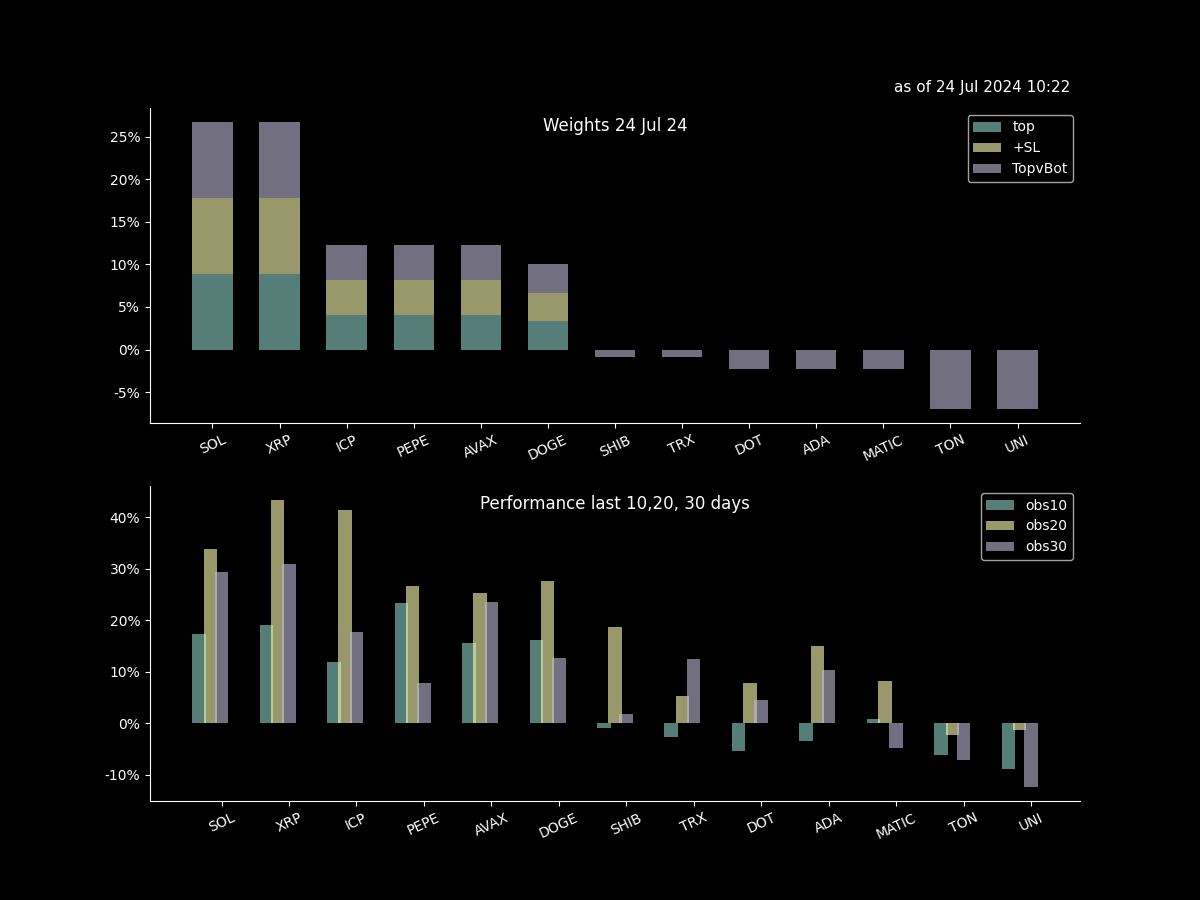 as of 24 Jul 2024 10:22
Weights 24 Jul 24
top
+SL
TopvBot
25%
20%
15%
10%
5%
0%
-5%
SOL XRP ICP PEPE AVAX DOGE SHIB TRX DOT ADA MATIC TON UNI
Performance last 10,20, 30 days
obs10
obs20
obs30
40%
30%
20%
10%
0%
-10%
SOL XRP ICP PEPE AVAX DOGE SHIB TRX DOT ADA MATIC TON UNI